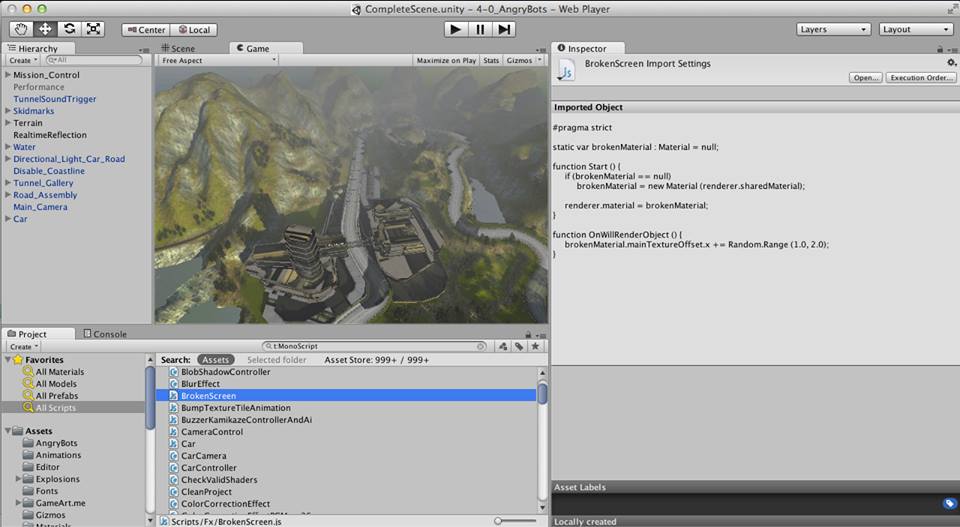 CompleteScene.unity – 4-0_AngryBots – Web Player
Center
Local
Layers
Layout
Hierarchy
Create
All
Mission_Control
Performance
TunnelSoundTrigger
Skidmarks
Terrain
RealtimeReflection
Water
Directional_Light_Car_Road
Disable_Coastline
Tunnel_Gallery
Road_Assembly
Main_Camera
Car
Scene
Game
Free Aspect
Maximize on Play
Stats
Gizmos
Inspector
BrokenScreen Import Settings
Open...
Execution Order...
Imported Object
#pragma strict
static var brokenMaterial : Material = null;
function Start () {
if (brokenMaterial == null)
brokenMaterial = new Material (renderer.sharedMaterial);
renderer.material = brokenMaterial;
}
function OnWillRenderObject () {
brokenMaterial.mainTextureOffset.x += Random.Range (1.0, 2.0);
}
Project
Console
Create
t:MonoScript
Favorites
All Materials
All Models
All Prefabs
All Scripts
Assets
AngryBots
Animations
Editor
Explosions
Fonts
GameArt.me
Gizmos
Materials
Search:
Assets
Selected folder
Asset Store: 999+ / 999+
BlobShadowController
BlurEffect
BrokenScreen
BumpTextureTileAnimation
BuzzerKamikazeControllerAndAi
CameraControl
Car
CarCamera
CarController
CheckValidShaders
CleanProject
ColorCorrectionEffect
Scripts/Fx/BrokenScreen.js
Asset Labels
Locally created